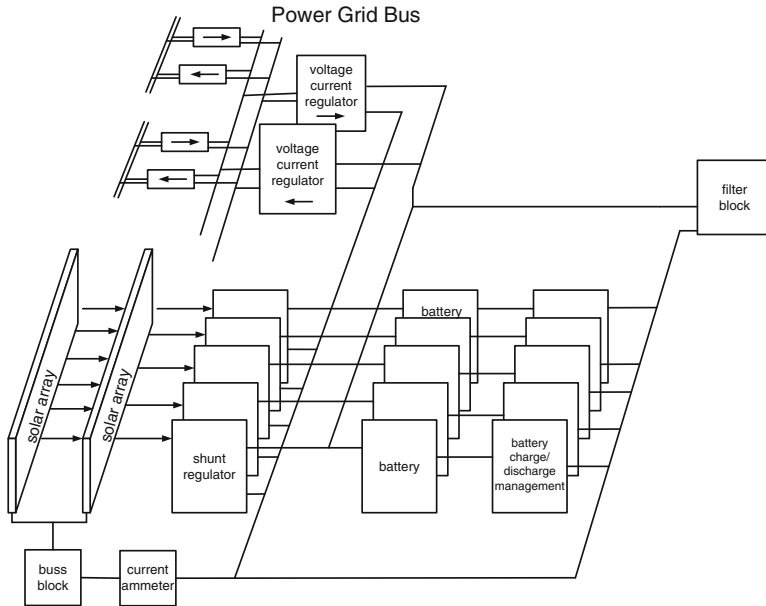 Power Grid Bus
voltage
current
regulator
voltage
current
regulator
filter
block
solar array
solar array
battery
shunt
regulator
battery
battery
charge/
discharge
management
buss
block
current
ammeter